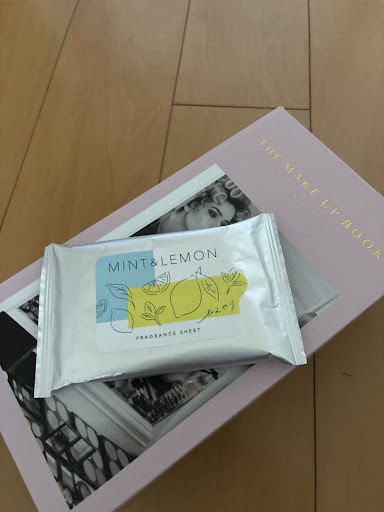 THE MAKE UP BOOK
MINT&LEMON
FRAGRANCE SHEET